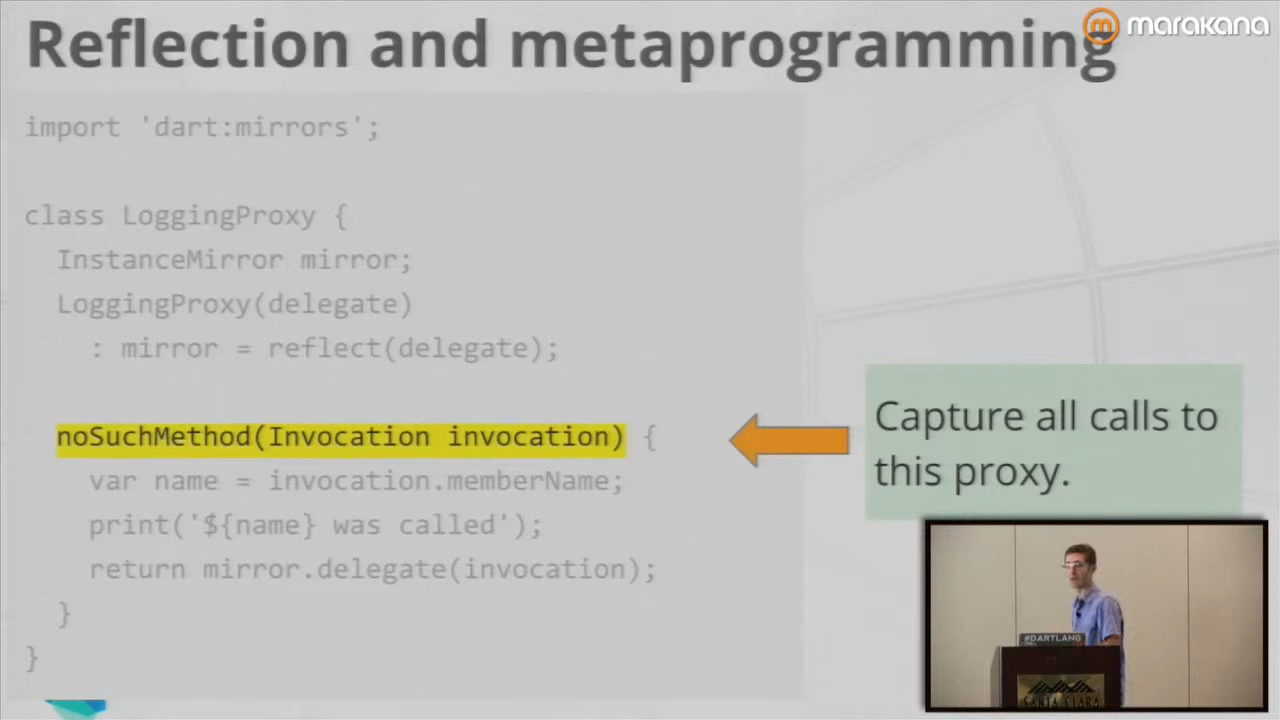 Reflection and metaprogramming
marakana
import 'dart:mirrors';
class LoggingProxy {
InstanceMirror mirror;
LoggingProxy(delegate)
: mirror = reflect(delegate);
noSuchMethod(Invocation invocation) {
var name = invocation.memberName;
print('${name} was called');
return mirror.delegate(invocation);
}
}
Capture all calls to
this proxy.
#DARTLANG
SANTA CLARA